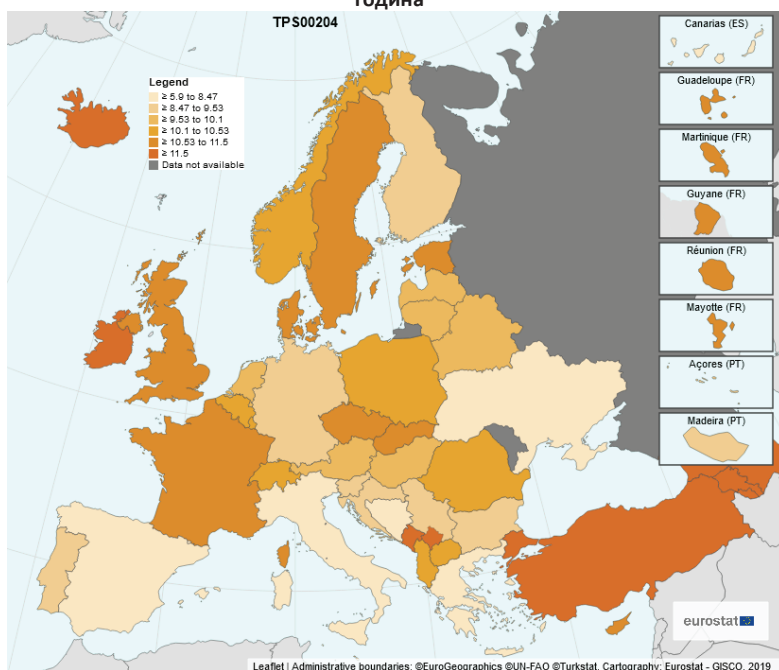 година
TPS00204
Legend
≥ 5.9 to 8.47
≥ 8.47 to 9.53
≥ 9.53 to 10.1
≥ 10.1 to 10.53
≥ 10.53 to 11.5
≥ 11.5
Data not available
Canarias (ES)
Guadeloupe (FR)
Martinique (FR)
Guyane (FR)
Réunion (FR)
Mayotte (FR)
Açores (PT)
Madeira (PT)
eurostat
Leaflet | Administrative boundaries: ©EuroGeographics ©UN-FAO ©Turkstat, Cartography: Eurostat - GISCO, 2019